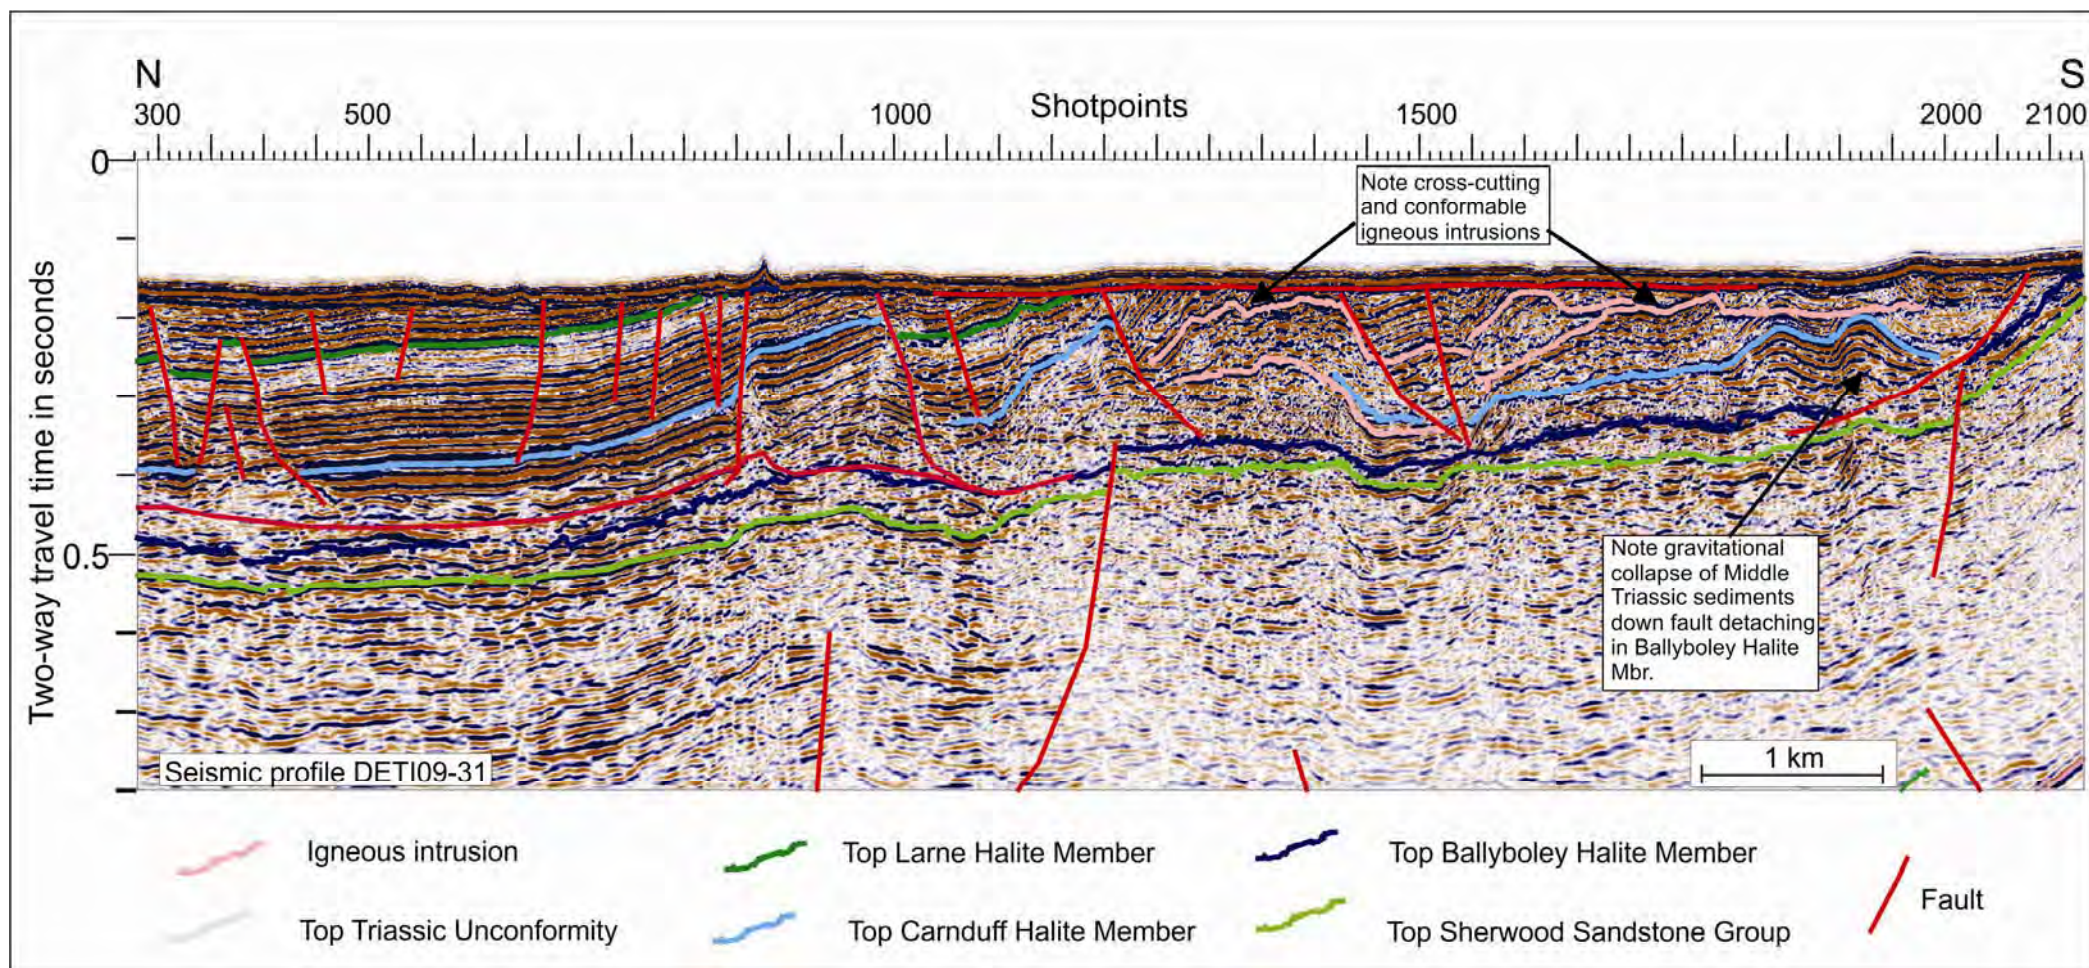 N
S
300
500
1000
Shotpoints
1500
2000
2100
0
Note cross-cutting
and conformable
igneous intrusions
Two-way travel time in seconds
0.5
Note gravitational
collapse of Middle
Triassic sediments
down fault detaching
in Ballyboley Halite
Mbr.
Seismic profile DETI09-31
1 km
Igneous intrusion
Top Larne Halite Member
Top Ballyboley Halite Member
Fault
Top Triassic Unconformity
Top Carnduff Halite Member
Top Sherwood Sandstone Group